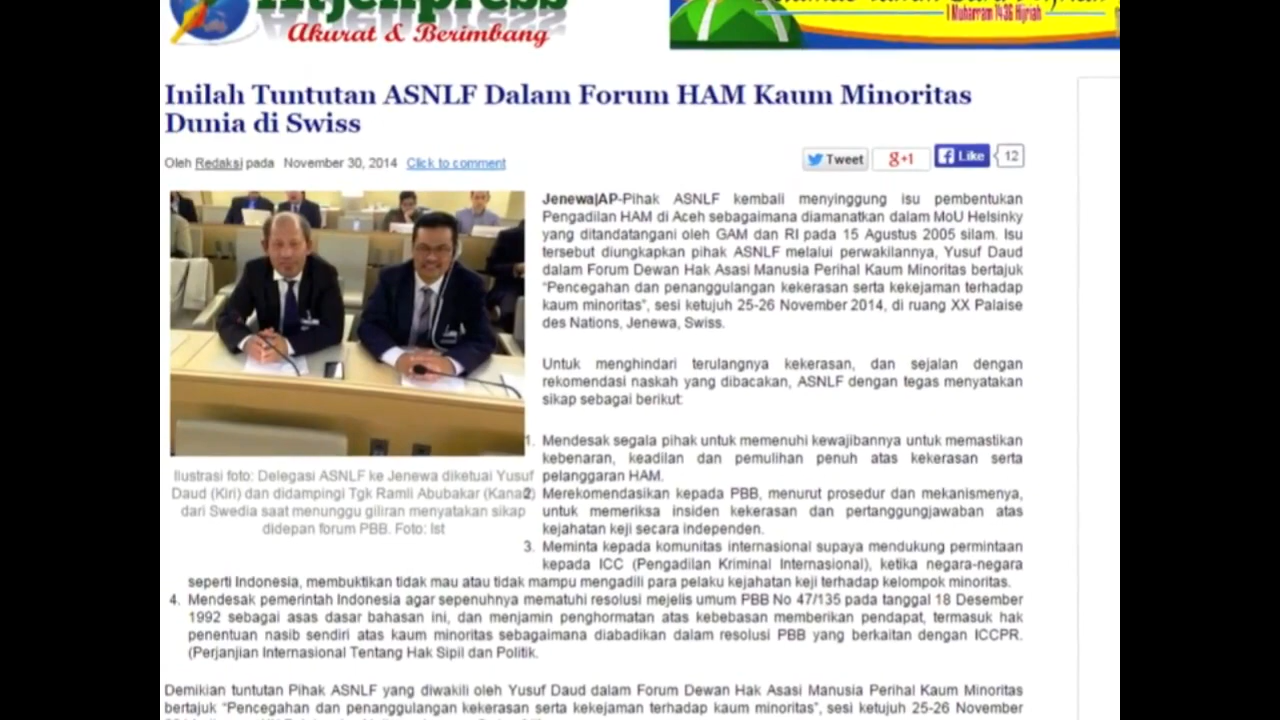 Akurat & Berimbang
1 Muharram 1436 Hijriah
Inilah Tuntutan ASNLF Dalam Forum HAM Kaum Minoritas
Dunia di Swiss
Oleh Redaksi pada November 30, 2014 Click to comment
Tweet
+1
Like
12
Jenewa|AP-Pihak ASNLF kembali menyinggung isu pembentukan
Pengadilan HAM di Aceh sebagaimana diamanatkan dalam MoU Helsinky
yang ditandatangani oleh GAM dan RI pada 15 Agustus 2005 silam. Isu
tersebut diungkapkan pihak ASNLF melalui perwakilannya, Yusuf Daud
dalam Forum Dewan Hak Asasi Manusia Perihal Kaum Minoritas bertajuk
"Pencegahan dan penanggulangan kekerasan serta kekejaman terhadap
kaum minoritas", sesi ketujuh 25-26 November 2014, di ruang XX Palaise
des Nations, Jenewa, Swiss.
Untuk menghindari terulangnya kekerasan, dan sejalan dengan
rekomendasi naskah yang dibacakan, ASNLF dengan tegas menyatakan
sikap sebagai berikut:
1. Mendesak segala pihak untuk memenuhi kewajibannya untuk memastikan
kebenaran, keadilan dan pemulihan penuh atas kekerasan serta
pelanggaran HAM.
Ilustrasi foto: Delegasi ASNLF ke Jenewa diketuai Yusuf
Daud (Kiri) dan didampingi Tgk Ramli Abubakar (Kanan)
dari Swedia saat menunggu giliran menyatakan sikap
didepan forum PBB. Foto: Ist
2. Merekomendasikan kepada PBB, menurut prosedur dan mekanismenya,
untuk memeriksa insiden kekerasan dan pertanggungjawaban atas
kejahatan keji secara independen.
3. Meminta kepada komunitas internasional supaya mendukung permintaan
kepada ICC (Pengadilan Kriminal Internasional), ketika negara-negara
seperti Indonesia, membuktikan tidak mau atau tidak mampu mengadili para pelaku kejahatan keji terhadap kelompok minoritas.
4. Mendesak pemerintah Indonesia agar sepenuhnya mematuhi resolusi mejelis umum PBB No 47/135 pada tanggal 18 Desember
1992 sebagai asas dasar bahasan ini, dan menjamin penghormatan atas kebebasan memberikan pendapat, termasuk hak
penentuan nasib sendiri atas kaum minoritas sebagaimana diabadikan dalam resolusi PBB yang berkaitan dengan ICCPR.
(Perjanjian Internasional Tentang Hak Sipil dan Politik.
Demikian tuntutan Pihak ASNLF yang diwakili oleh Yusuf Daud dalam Forum Dewan Hak Asasi Manusia Perihal Kaum Minoritas
bertajuk "Pencegahan dan penanggulangan kekerasan serta kekejaman terhadap kaum minoritas", sesi ketujuh 25-26 November